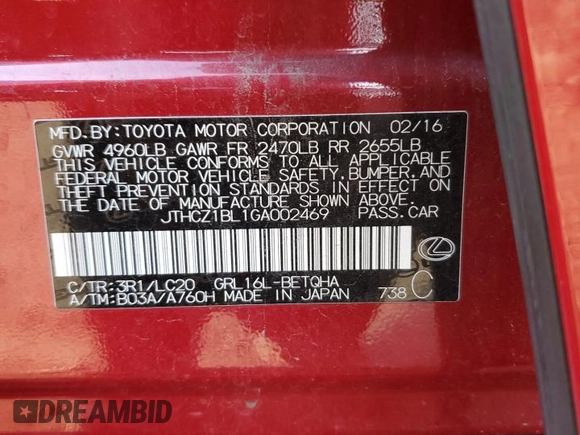 MFD.BY:TOYOTA MOTOR CORPORATION 02/16
GVWR 4960LB GAWR FR 2470LB RR 2655LB
THIS VEHICLE CONFORMS TO ALL APPLICABLE
FEDERAL MOTOR VEHICLE SAFETY,BUMPER,AND
THEFT PREVENTION STANDARDS IN EFFECT ON
THE DATE OF MANUFACTURE SHOWN ABOVE.
JTHCZ1BL1GA002469 PASS.CAR
C/TR:3R1/LC20 GRL16L-BETQHA
A/TM:B03A/A760H MADE IN JAPAN 738 C
DREAMBID